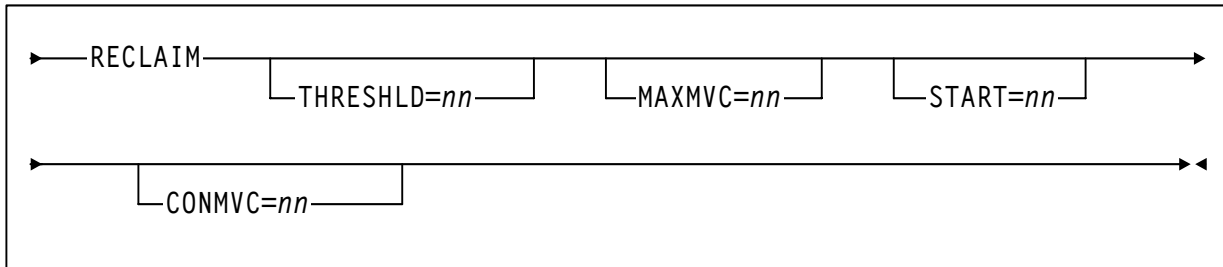 RECLAIM
THRESHLD=nn
MAXMVC=nn
START=nn
CONMVC=nn